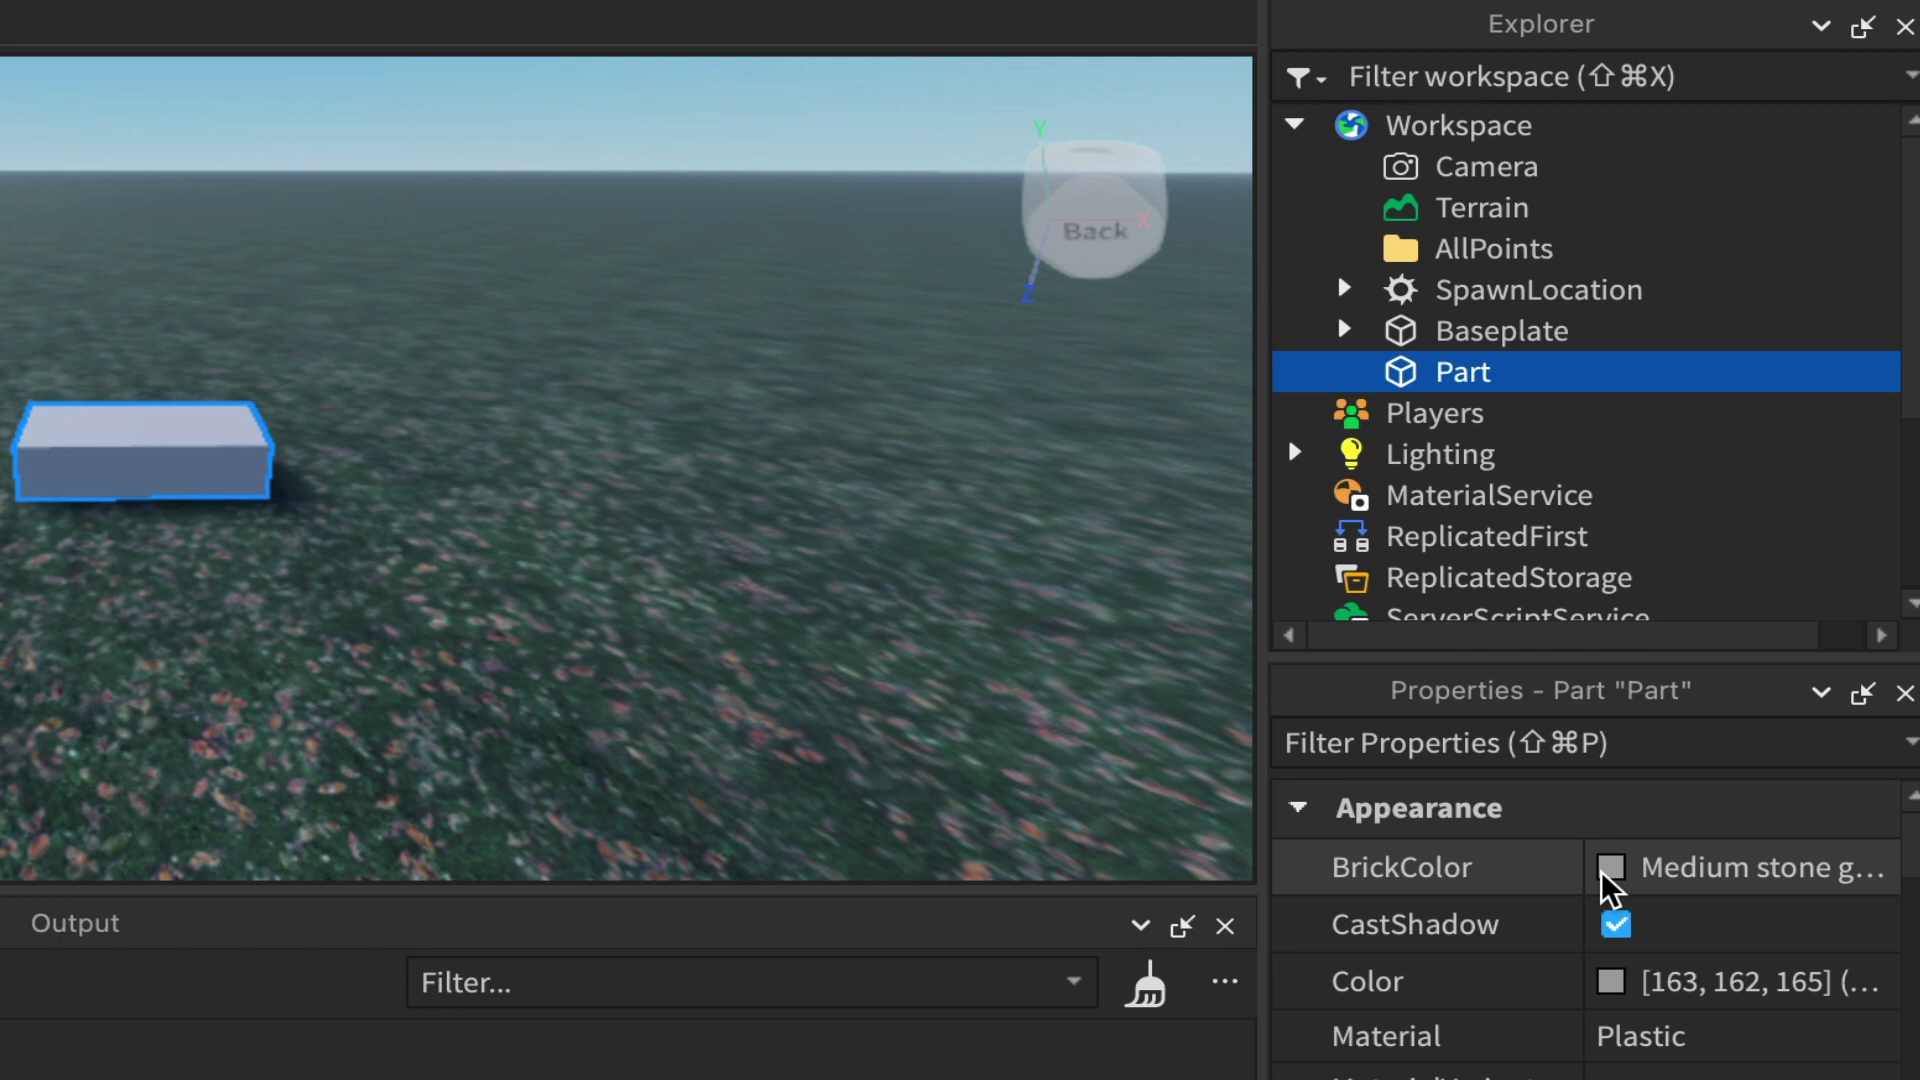 Explorer
Filter workspace (⇧⌘X)
Workspace
Camera
Terrain
AllPoints
SpawnLocation
Baseplate
Part
Players
Lighting
MaterialService
ReplicatedFirst
ReplicatedStorage
ServerScriptService
Y
X
Back
Z
Properties - Part "Part"
Filter Properties (⇧⌘P)
Appearance
BrickColor Medium stone g...
CastShadow
Color [163, 162, 165] (...
Material Plastic
Output
Filter...